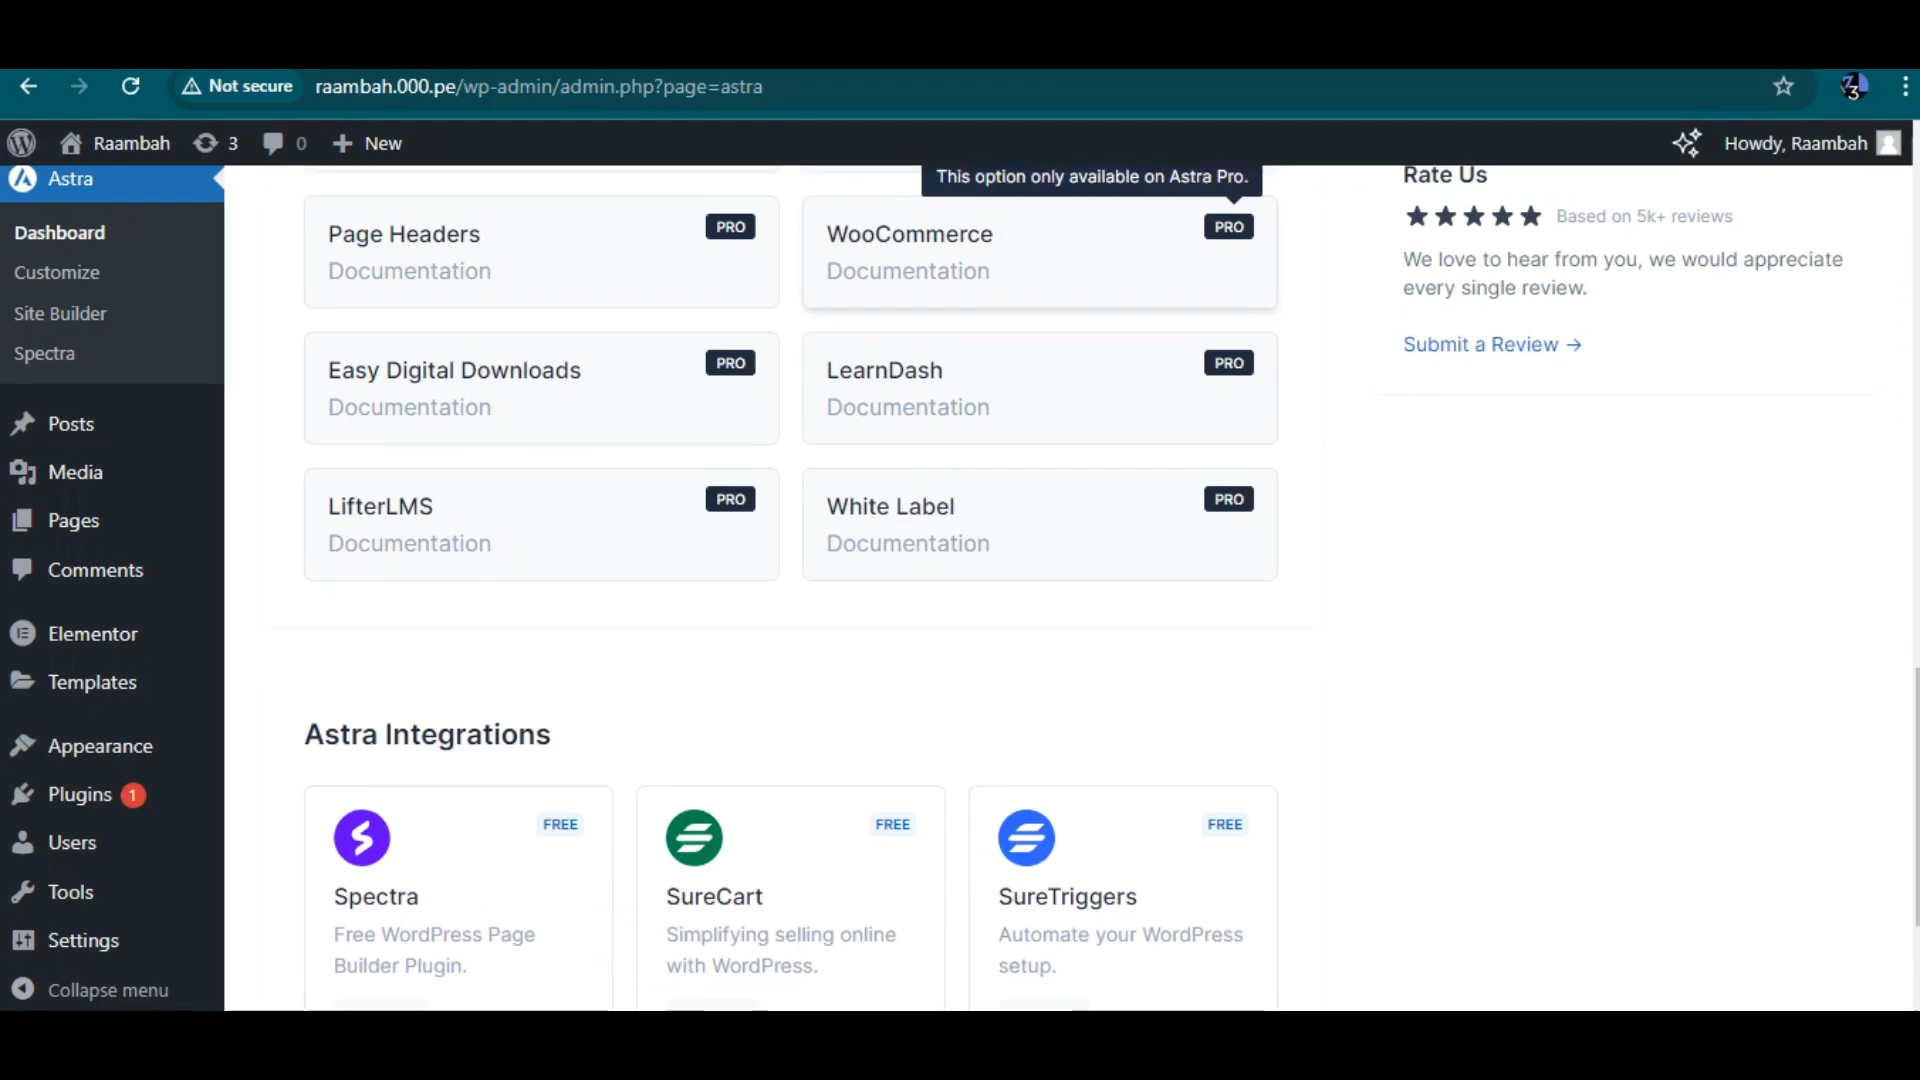 Not secure
raambah.000.pe/wp-admin/admin.php?page=astra
3
Raambah
3
0
New
Howdy, Raambah
Astra
Dashboard
Customize
Site Builder
Spectra
Posts
Media
Pages
Comments
Elementor
Templates
Appearance
Plugins 1
Users
Tools
Settings
Collapse menu
This option only available on Astra Pro.
Page Headers
PRO
Documentation
WooCommerce
PRO
Documentation
Easy Digital Downloads
PRO
Documentation
LearnDash
PRO
Documentation
LifterLMS
PRO
Documentation
White Label
PRO
Documentation
Astra Integrations
FREE
Spectra
Free WordPress Page
Builder Plugin.
FREE
SureCart
Simplifying selling online
with WordPress.
FREE
SureTriggers
Automate your WordPress
setup.
Rate Us
Based on 5k+ reviews
We love to hear from you, we would appreciate
every single review.
Submit a Review →